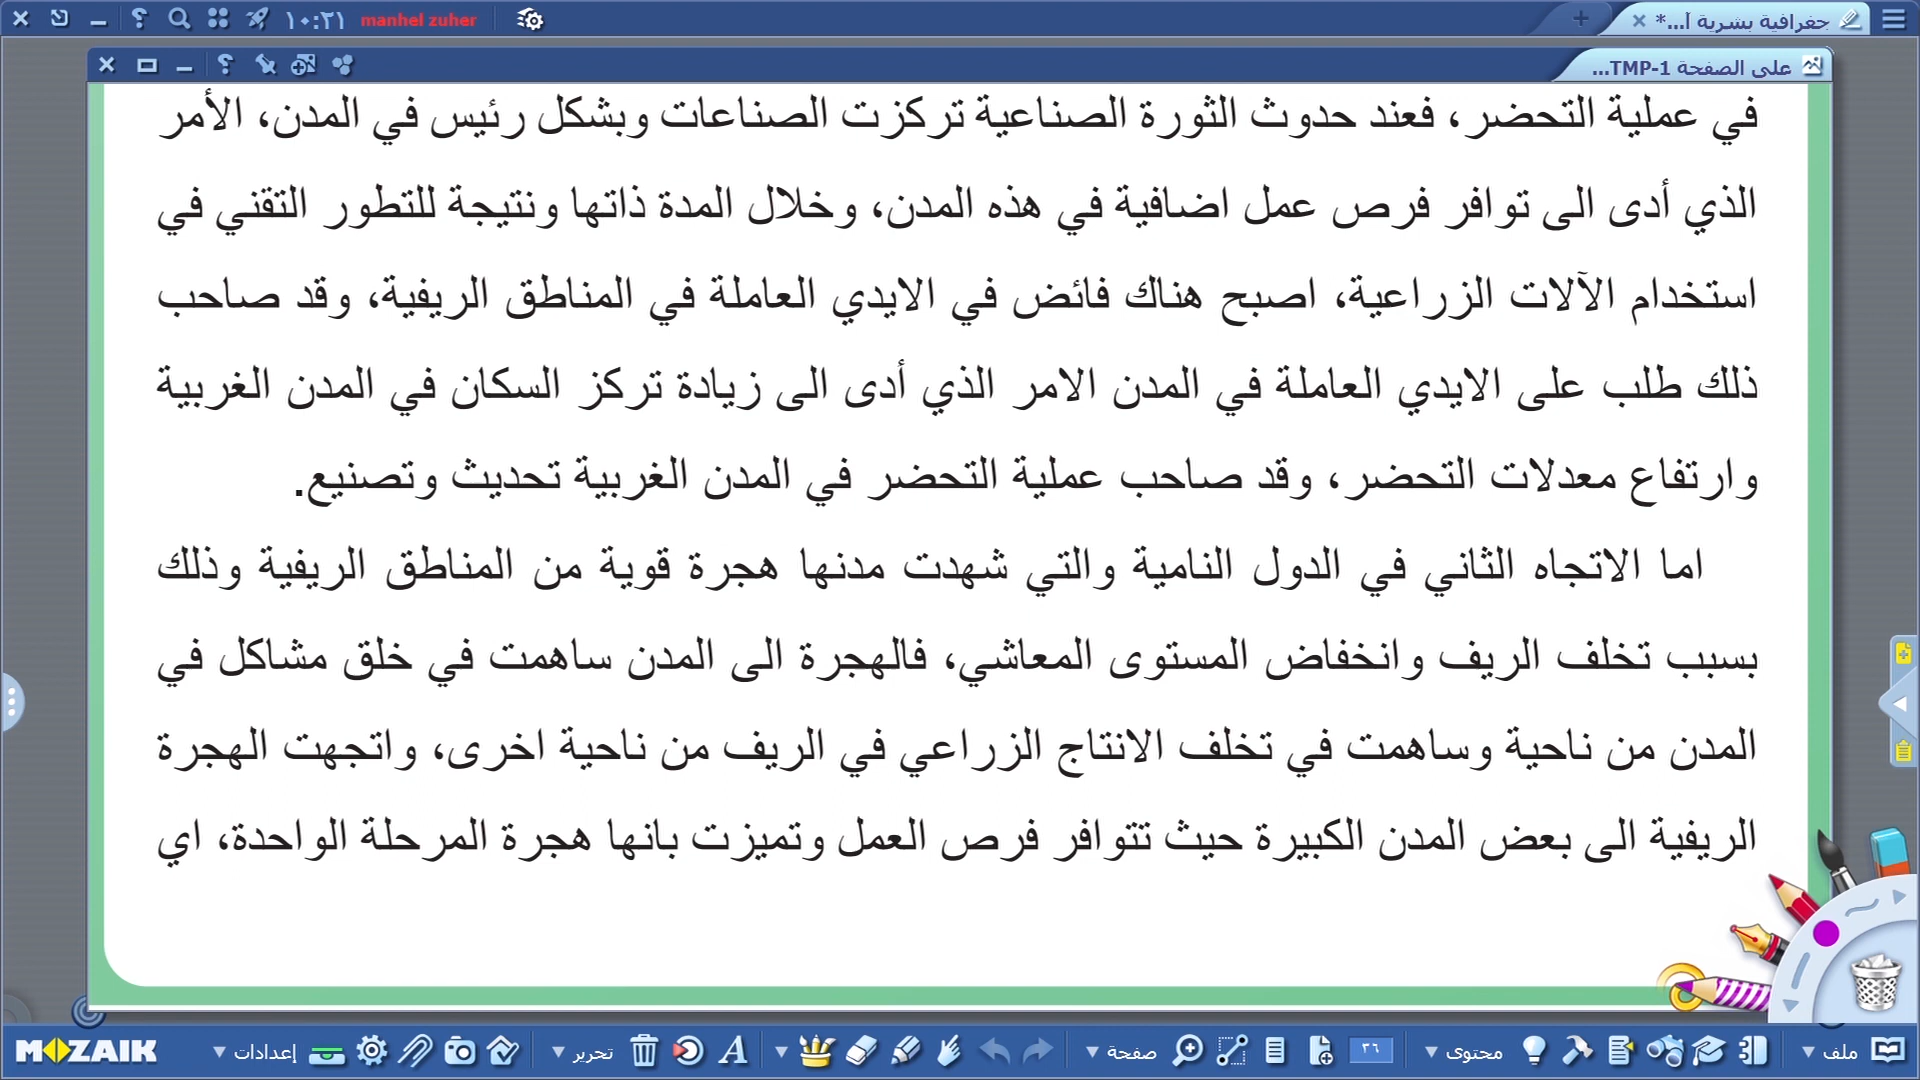 جغرافية بشرية آ...*
manhel zuher
١٠:٢١
على الصفحة TMP-1...
في عملية التحضر، فعند حدوث الثورة الصناعية تركزت الصناعات وبشكل رئيس في المدن، الأمر
الذي أدى الى توافر فرص عمل اضافية في هذه المدن، وخلال المدة ذاتها ونتيجة للتطور التقني في
استخدام الآلات الزراعية، اصبح هناك فائض في الايدي العاملة في المناطق الريفية، وقد صاحب
ذلك طلب على الايدي العاملة في المدن الامر الذي أدى الى زيادة تركز السكان في المدن الغربية
وارتفاع معدلات التحضر، وقد صاحب عملية التحضر في المدن الغربية تحديث وتصنيع.
اما الاتجاه الثاني في الدول النامية والتي شهدت مدنها هجرة قوية من المناطق الريفية وذلك
بسبب تخلف الريف وانخفاض المستوى المعاشي، فالهجرة الى المدن ساهمت في خلق مشاكل في
المدن من ناحية وساهمت في تخلف الانتاج الزراعي في الريف من ناحية اخرى، واتجهت الهجرة
الريفية الى بعض المدن الكبيرة حيث تتوافر فرص العمل وتميزت بانها هجرة المرحلة الواحدة، اي
ملف محتوى ٣٦ صفحة تحرير إعدادات MOZAIK